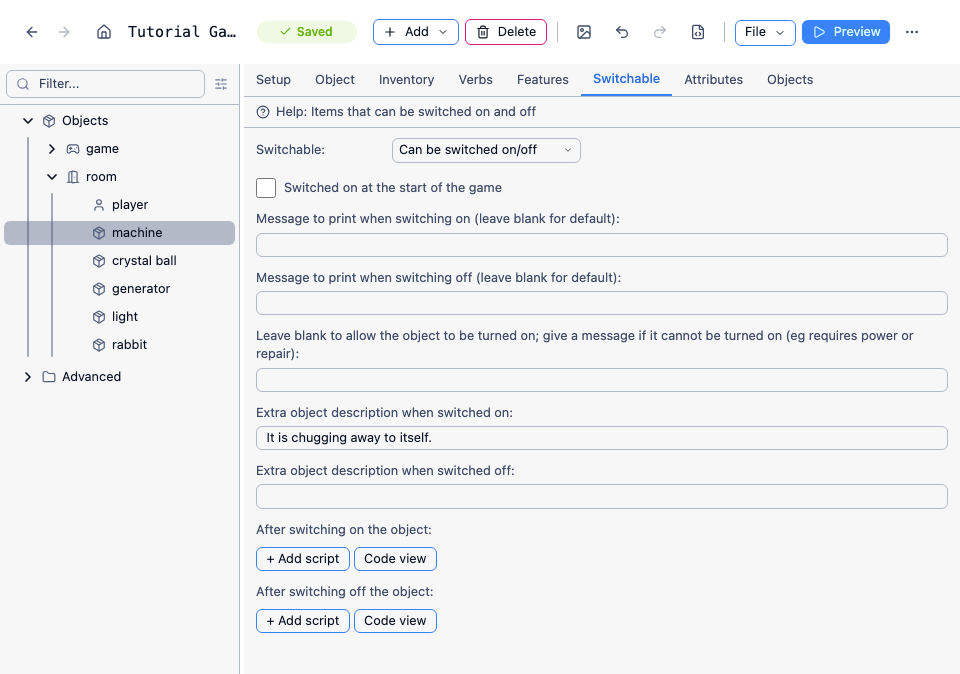 Tutorial Ga…
Saved
Add
Delete
File
Preview
Filter...
Setup
Object
Inventory
Verbs
Features
Switchable
Attributes
Objects
Help: Items that can be switched on and off
Objects
game
room
player
machine
crystal ball
generator
light
rabbit
Advanced
Switchable:
Can be switched on/off
Switched on at the start of the game
Message to print when switching on (leave blank for default):
Message to print when switching off (leave blank for default):
Leave blank to allow the object to be turned on; give a message if it cannot be turned on (eg requires power or
repair):
Extra object description when switched on:
It is chugging away to itself.
Extra object description when switched off:
After switching on the object:
+ Add script
Code view
After switching off the object:
+ Add script
Code view